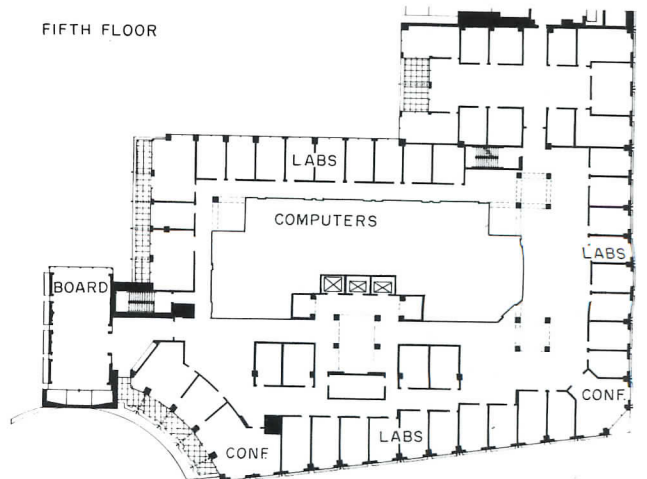 FIFTH FLOOR
LABS
COMPUTERS
LABS
BOARD
CONF.
LABS
CONF.